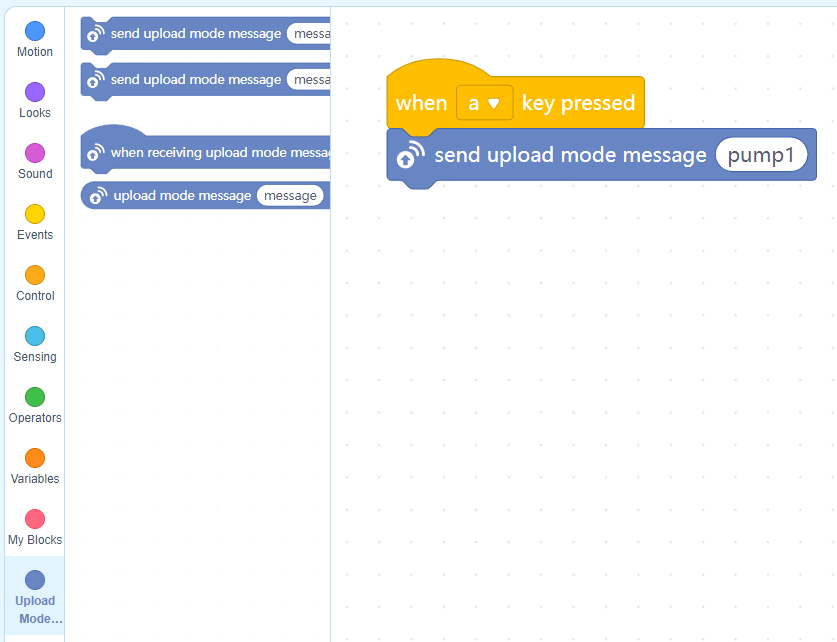 Motion
Looks
Sound
Events
Control
Sensing
Operators
Variables
My Blocks
Upload
Mode...
send upload mode message messa
send upload mode message messa
when receiving upload mode messag
upload mode message message
when a key pressed
send upload mode message pump1